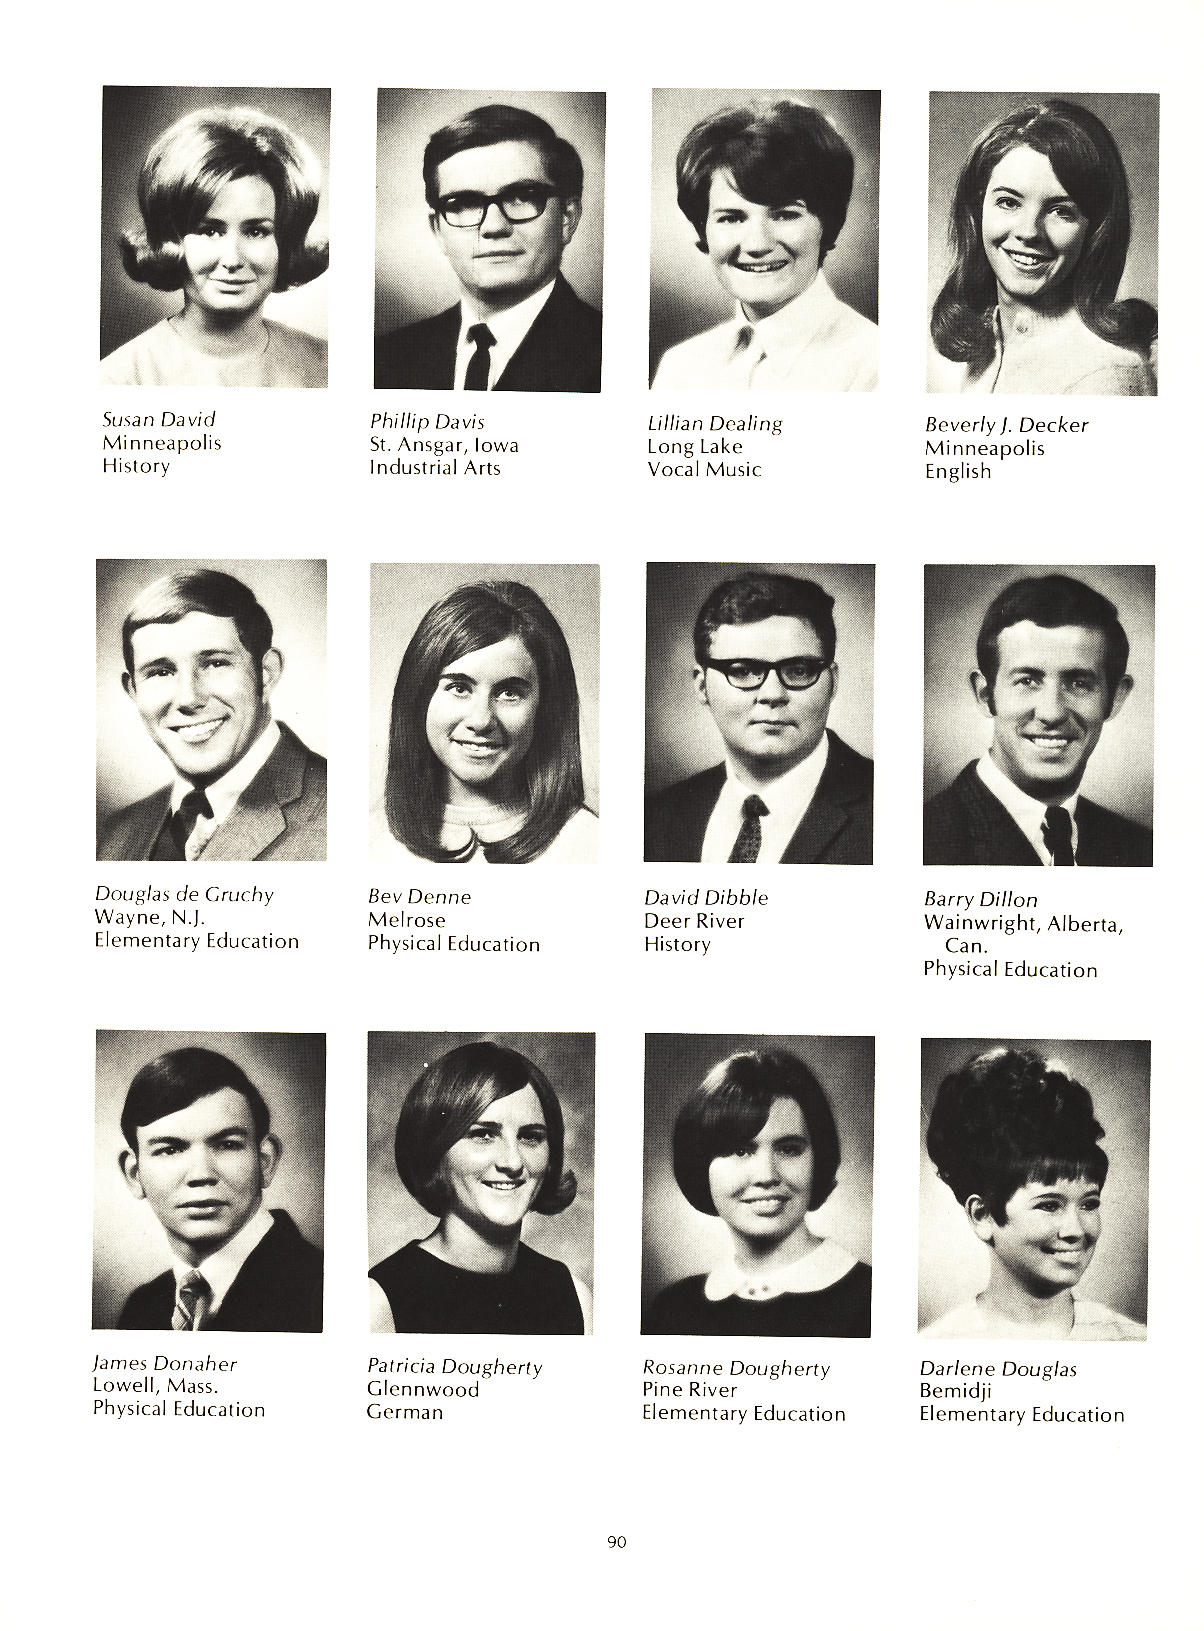 Susan David
Minneapolis
History
Phillip Davis
St. Ansgar, Iowa
Industrial Arts
Lillian Dealing
Long Lake
Vocal Music
Beverly J. Decker
Minneapolis
English
Douglas de Gruchy
Wayne, N.J.
Elementary Education
Bev Denne
Melrose
Physical Education
David Dibble
Deer River
History
Barry Dillon
Wainwright, Alberta,
Can.
Physical Education
James Donaher
Lowell, Mass.
Physical Education
Patricia Dougherty
Glennwood
German
Rosanne Dougherty
Pine River
Elementary Education
Darlene Douglas
Bemidji
Elementary Education
90